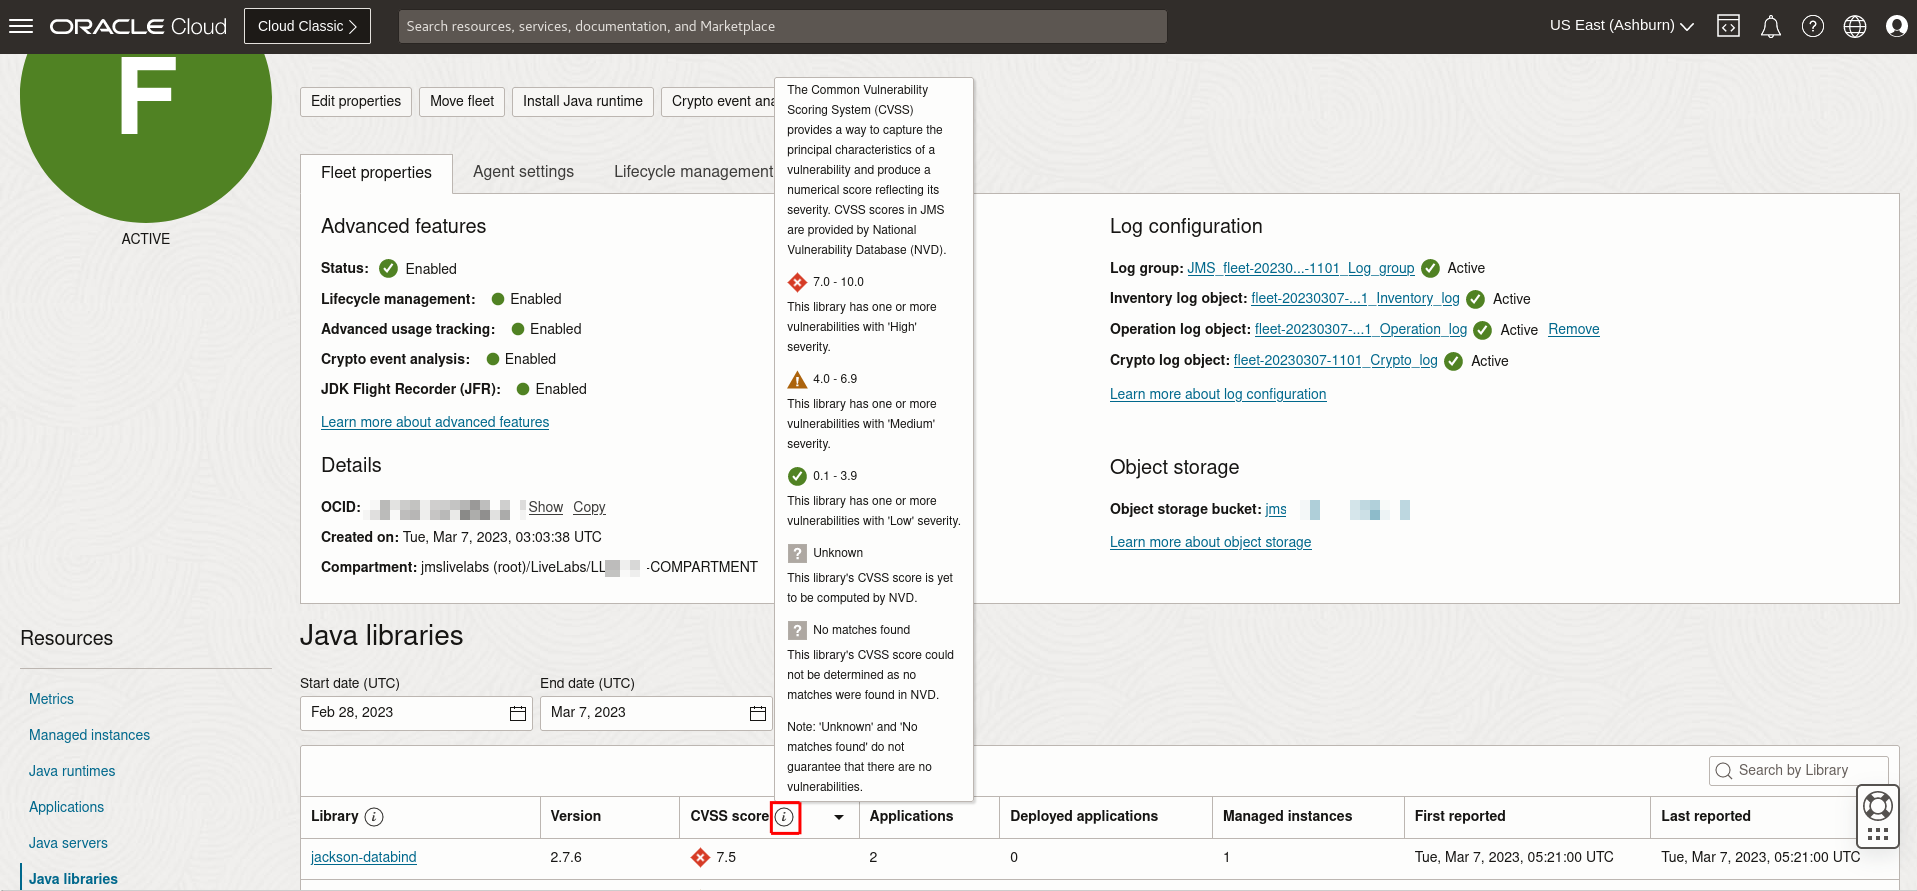 ORACLE Cloud
Cloud Classic
Search resources, services, documentation, and Marketplace
US East (Ashburn)
F
ACTIVE
Edit properties
Move fleet
Install Java runtime
Crypto event ana
Fleet properties
Agent settings
Lifecycle management
Advanced features
Status: Enabled
Lifecycle management: Enabled
Advanced usage tracking: Enabled
Crypto event analysis: Enabled
JDK Flight Recorder (JFR): Enabled
Learn more about advanced features
Details
OCID: Show Copy
Created on: Tue, Mar 7, 2023, 03:03:38 UTC
Compartment: jmslivelabs (root)/LiveLabs/LL -COMPARTMENT
The Common Vulnerability
Scoring System (CVSS)
provides a way to capture the
principal characteristics of a
vulnerability and produce a
numerical score reflecting its
severity. CVSS scores in JMS
are provided by National
Vulnerability Database (NVD).
7.0 - 10.0
This library has one or more
vulnerabilities with 'High'
severity.
4.0 - 6.9
This library has one or more
vulnerabilities with 'Medium'
severity.
0.1 - 3.9
This library has one or more
vulnerabilities with 'Low' severity.
Unknown
This library's CVSS score is yet
to be computed by NVD.
No matches found
This library's CVSS score could
not be determined as no
matches were found in NVD.
Note: 'Unknown' and 'No
matches found' do not
guarantee that there are no
vulnerabilities.
Log configuration
Log group: JMS_fleet-20230...-1101_Log_group Active
Inventory log object: fleet-20230307-...1_Inventory_log Active
Operation log object: fleet-20230307-...1_Operation_log Active Remove
Crypto log object: fleet-20230307-1101_Crypto_log Active
Learn more about log configuration
Object storage
Object storage bucket: jms
Learn more about object storage
Resources
Metrics
Managed instances
Java runtimes
Applications
Java servers
Java libraries
Java libraries
Start date (UTC)
Feb 28, 2023
End date (UTC)
Mar 7, 2023
Search by Library
Library Version CVSS score Applications Deployed applications Managed instances First reported Last reported
jackson-databind 2.7.6 7.5 2 0 1 Tue, Mar 7, 2023, 05:21:00 UTC Tue, Mar 7, 2023, 05:21:00 UTC